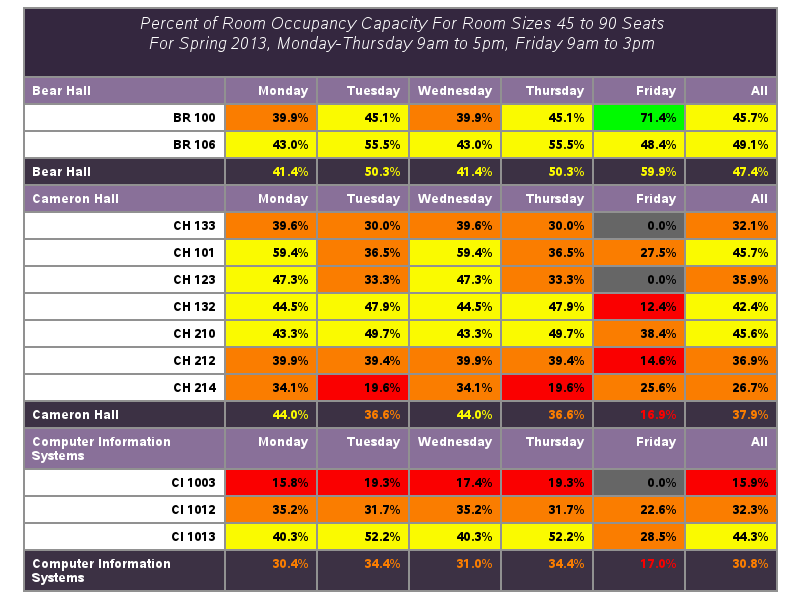 Percent of Room Occupancy Capacity For Room Sizes 45 to 90 Seats
For Spring 2013, Monday-Thursday 9am to 5pm, Friday 9am to 3pm
Bear Hall Monday Tuesday Wednesday Thursday Friday All
BR 100 39.9% 45.1% 39.9% 45.1% 71.4% 45.7%
BR 106 43.0% 55.5% 43.0% 55.5% 48.4% 49.1%
Bear Hall 41.4% 50.3% 41.4% 50.3% 59.9% 47.4%
Cameron Hall Monday Tuesday Wednesday Thursday Friday All
CH 133 39.6% 30.0% 39.6% 30.0% 0.0% 32.1%
CH 101 59.4% 36.5% 59.4% 36.5% 27.5% 45.7%
CH 123 47.3% 33.3% 47.3% 33.3% 0.0% 35.9%
CH 132 44.5% 47.9% 44.5% 47.9% 12.4% 42.4%
CH 210 43.3% 49.7% 43.3% 49.7% 38.4% 45.6%
CH 212 39.9% 39.4% 39.9% 39.4% 14.6% 36.9%
CH 214 34.1% 19.6% 34.1% 19.6% 25.6% 26.7%
Cameron Hall 44.0% 36.6% 44.0% 36.6% 16.9% 37.9%
Computer Information Monday Tuesday Wednesday Thursday Friday All
Systems
CI 1003 15.8% 19.3% 17.4% 19.3% 0.0% 15.9%
CI 1012 35.2% 31.7% 35.2% 31.7% 22.6% 32.3%
CI 1013 40.3% 52.2% 40.3% 52.2% 28.5% 44.3%
Computer Information 30.4% 34.4% 31.0% 34.4% 17.0% 30.8%
Systems